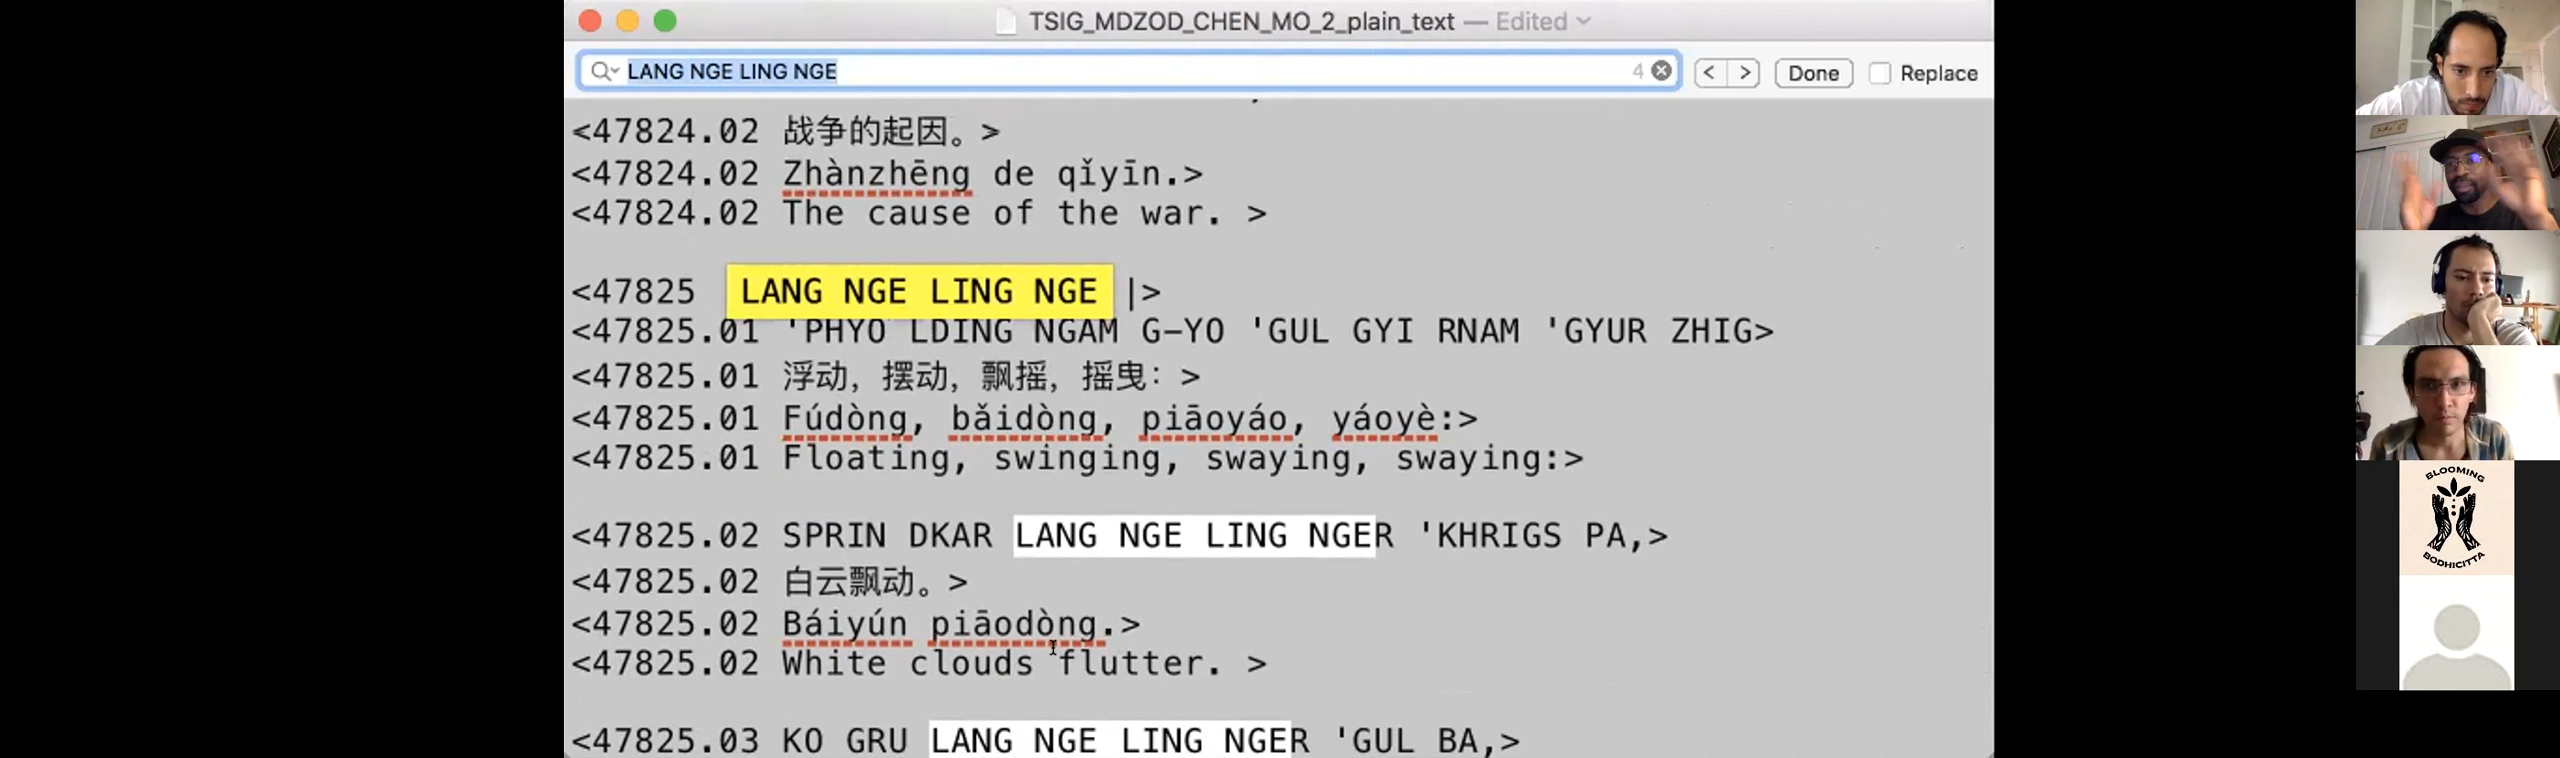 TSIG_MDZOD_CHEN_MO_2_plain_text — Edited
LANG NGE LING NGE 4 < > Done Replace
<47824.02 战争的起因。>
<47824.02 Zhànzhēng de qǐyīn.>
<47824.02 The cause of the war. >
<47825 LANG NGE LING NGE |>
<47825.01 'PHYO LDING NGAM G-YO 'GUL GYI RNAM 'GYUR ZHIG>
<47825.01 浮动，摆动，飘摇，摇曳：>
<47825.01 Fúdòng, bǎidòng, piāoyáo, yáoyè:>
<47825.01 Floating, swinging, swaying, swaying:>
<47825.02 SPRIN DKAR LANG NGE LING NGER 'KHRIGS PA,>
<47825.02 白云飘动。>
<47825.02 Báiyún piāodòng.>
<47825.02 White clouds flutter. >
<47825.03 KO GRU LANG NGE LING NGER 'GUL BA,>
BLOOMING
BODHICITTA